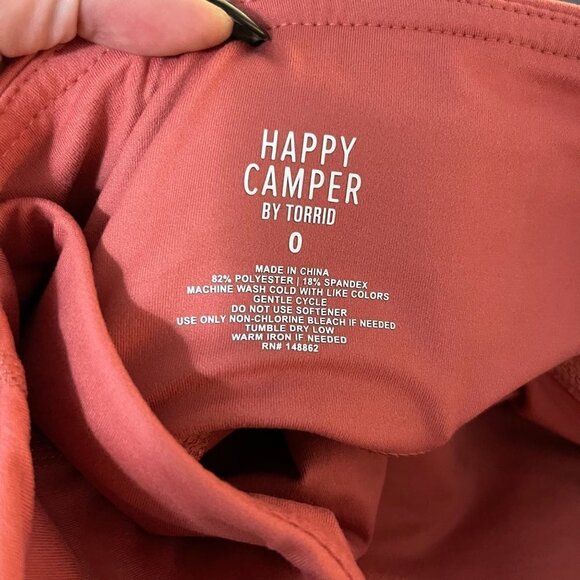 HAPPY
CAMPER
BY TORRID
0
MADE IN CHINA
82% POLYESTER | 18% SPANDEX
MACHINE WASH COLD WITH LIKE COLORS
GENTLE CYCLE
DO NOT USE SOFTENER
USE ONLY NON-CHLORINE BLEACH IF NEEDED
TUMBLE DRY LOW
WARM IRON IF NEEDED
RN# 148862